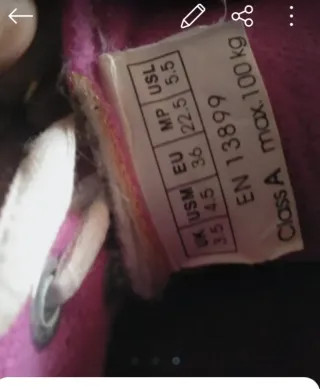 UK USM EU MP USL
3.5 4.5 36 22.5 5.5
EN 13899
Class A max.100 kg